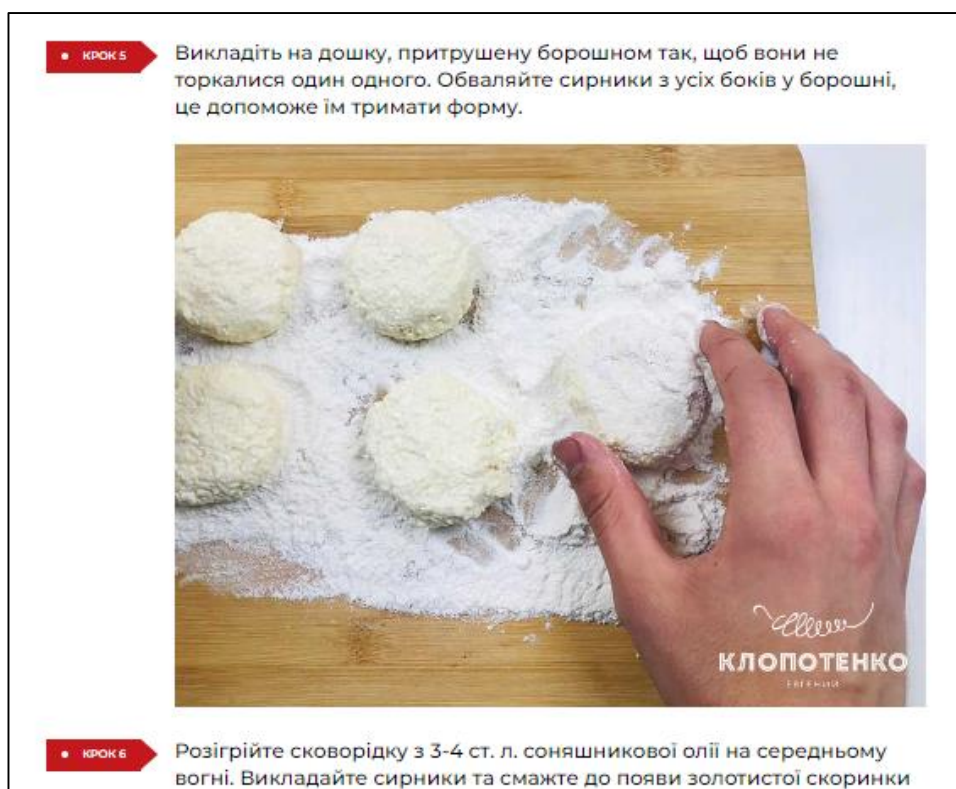 КРОК 5
Викладіть на дошку, притрушену борошном так, щоб вони не
торкалися один одного. Обваляйте сирники з усіх боків у борошні,
це допоможе їм тримати форму.
КЛОПОТЕНКО
ЕВГЕНИЙ
КРОК 6
Розігрійте сковорідку з 3-4 ст. л. соняшникової олії на середньому
вогні. Викладайте сирники та смажте до появи золотистої скоринки